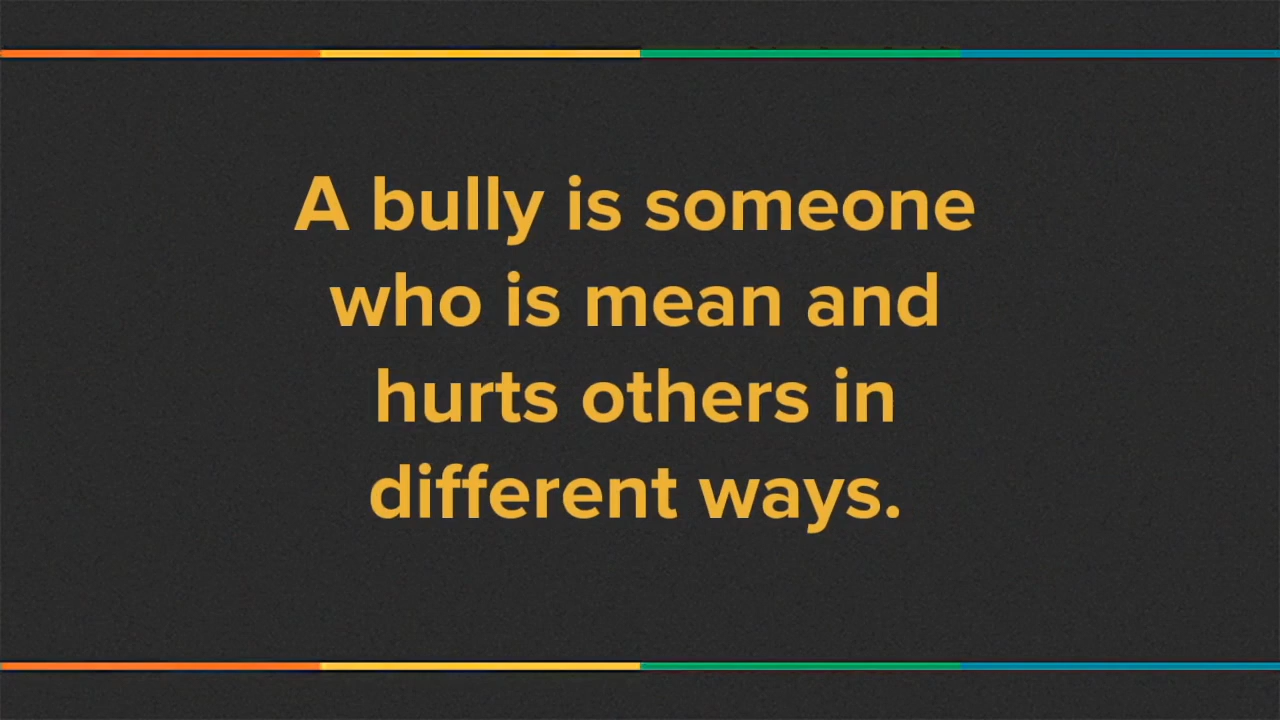 A bully is someone
who is mean and
hurts others in
different ways.